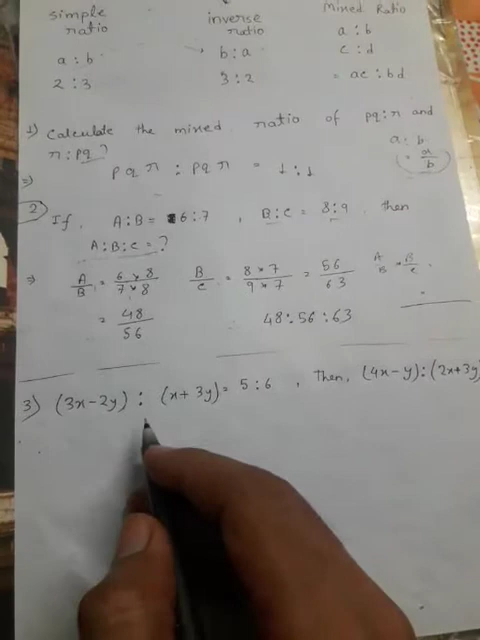 simple ratio inverse ratio Mixed Ratio
a : b b : a a : b
2 : 3 3 : 2 c : d
= ac : bd
1) Calculate the mixed ratio of pq:r and
r : pq ?
⇒ pqr : pqr = 1 : 1
a : b
= a/b
2) If, A:B = 6:7 , B:C = 8:9 , then
A:B:C = ?
⇒ A/B = 6×8/7×8 B/C = 8×7/9×7 = 56/63 A/B × B/C
= 48/56 48:56:63
3) (3x-2y) : (x+3y) = 5:6 , Then, (4x-y):(2x+3y)